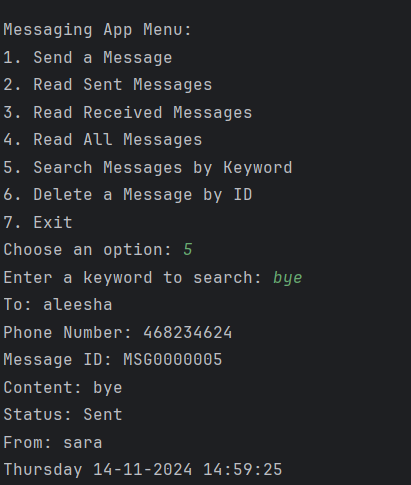 Messaging App Menu:
1. Send a Message
2. Read Sent Messages
3. Read Received Messages
4. Read All Messages
5. Search Messages by Keyword
6. Delete a Message by ID
7. Exit
Choose an option: 5
Enter a keyword to search: bye
To: aleesha
Phone Number: 468234624
Message ID: MSG0000005
Content: bye
Status: Sent
From: sara
Thursday 14-11-2024 14:59:25